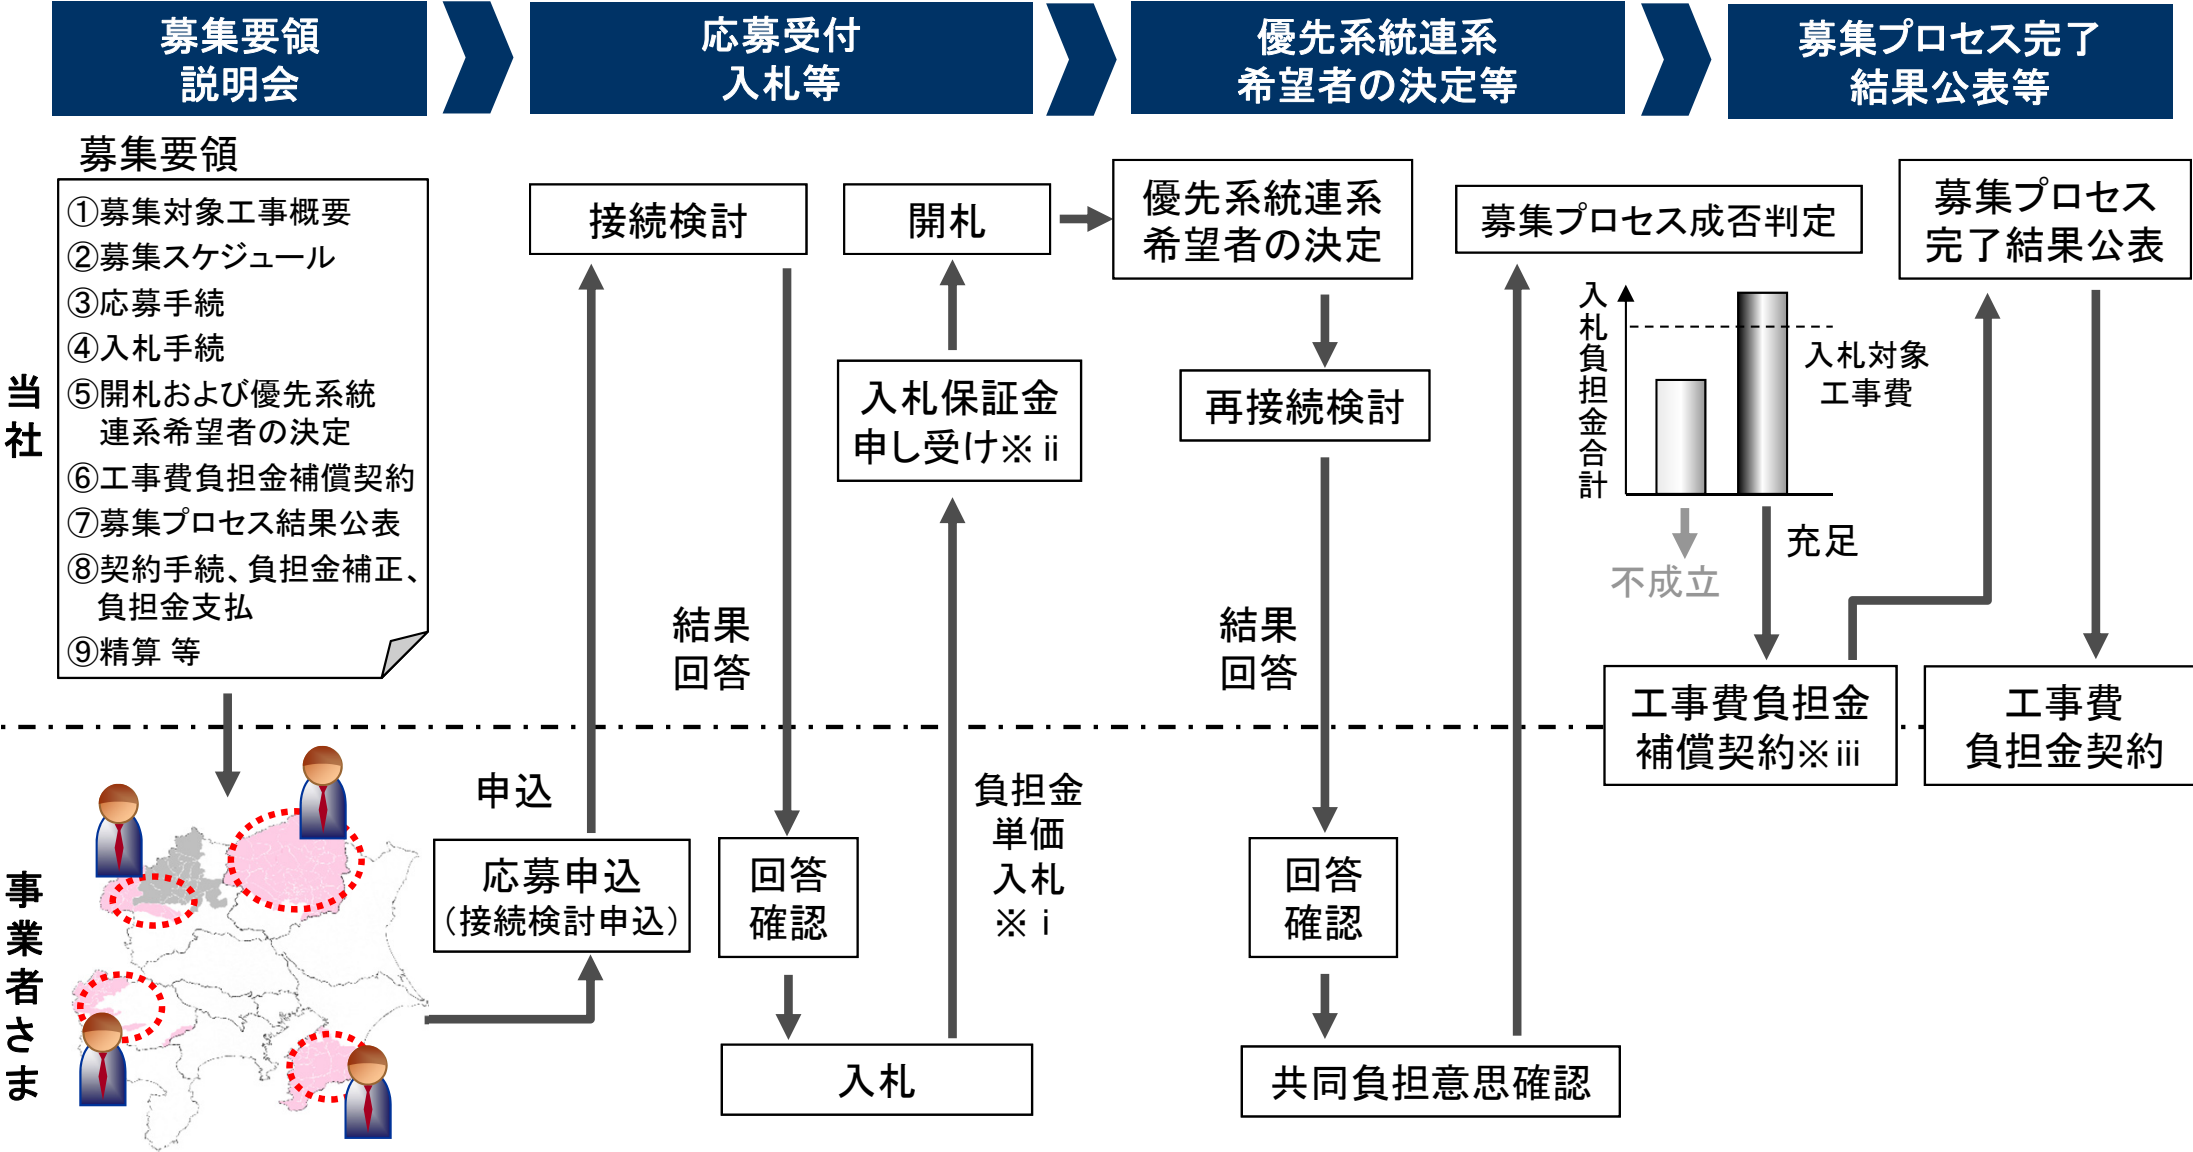 募集要領
説明会
応募受付
入札等
優先系統連系
希望者の決定等
募集プロセス完了
結果公表等
当社
事業者さま
募集要領
①募集対象工事概要
②募集スケジュール
③応募手続
④入札手続
⑤開札および優先系統
連系希望者の決定
⑥工事費負担金補償契約
⑦募集プロセス結果公表
⑧契約手続、負担金補正、
負担金支払
⑨精算 等
申込
応募申込
（接続検討申込）
接続検討
結果
回答
回答
確認
入札
負担金
単価
入札
※ⅰ
入札保証金
申し受け※ⅱ
開札
優先系統連系
希望者の決定
再接続検討
結果
回答
回答
確認
共同負担意思確認
募集プロセス成否判定
入札負担金合計
入札対象
工事費
不成立
充足
工事費負担金
補償契約※ⅲ
募集プロセス
完了結果公表
工事費
負担金契約